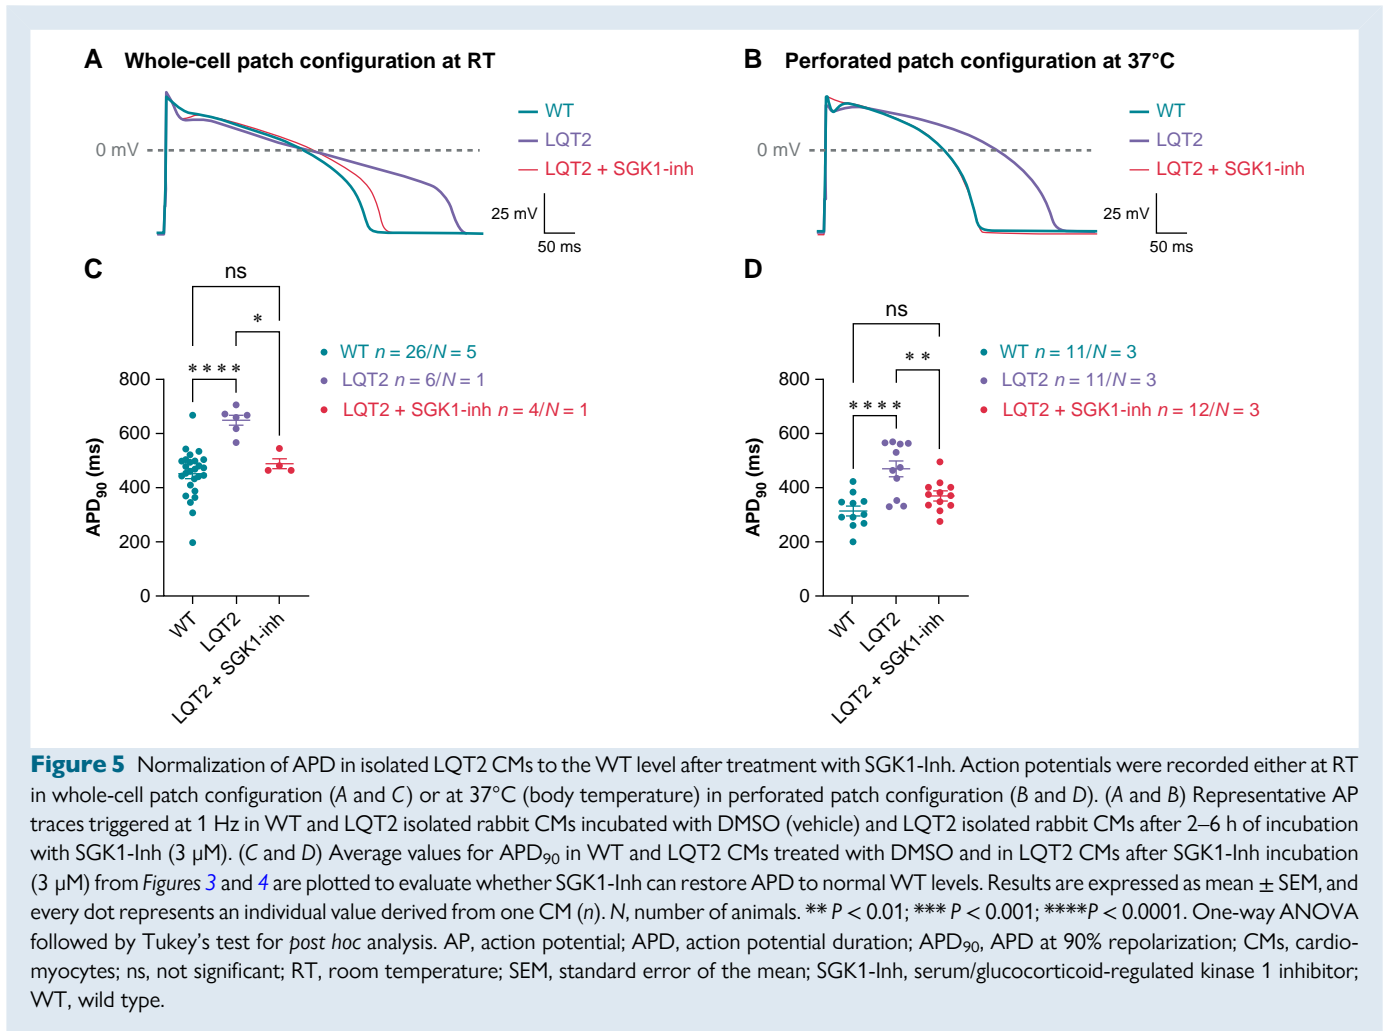 A Whole-cell patch configuration at RT
WT
LQT2
LQT2 + SGK1-inh
0 mV
25 mV
50 ms
B Perforated patch configuration at 37°C
WT
LQT2
LQT2 + SGK1-inh
0 mV
25 mV
50 ms
C
ns
*
****
WT n = 26/N = 5
LQT2 n = 6/N = 1
LQT2 + SGK1-inh n = 4/N = 1
APD90 (ms)
800
600
400
200
0
WT
LQT2
LQT2 + SGK1-inh
D
ns
**
****
WT n = 11/N = 3
LQT2 n = 11/N = 3
LQT2 + SGK1-inh n = 12/N = 3
APD90 (ms)
800
600
400
200
0
WT
LQT2
LQT2 + SGK1-inh
Figure 5 Normalization of APD in isolated LQT2 CMs to the WT level after treatment with SGK1-Inh. Action potentials were recorded either at RT
in whole-cell patch configuration (A and C) or at 37°C (body temperature) in perforated patch configuration (B and D). (A and B) Representative AP
traces triggered at 1 Hz in WT and LQT2 isolated rabbit CMs incubated with DMSO (vehicle) and LQT2 isolated rabbit CMs after 2–6 h of incubation
with SGK1-Inh (3 µM). (C and D) Average values for APD90 in WT and LQT2 CMs treated with DMSO and in LQT2 CMs after SGK1-Inh incubation
(3 µM) from Figures 3 and 4 are plotted to evaluate whether SGK1-Inh can restore APD to normal WT levels. Results are expressed as mean ± SEM, and
every dot represents an individual value derived from one CM (n). N, number of animals. ** P < 0.01; *** P < 0.001; ****P < 0.0001. One-way ANOVA
followed by Tukey's test for post hoc analysis. AP, action potential; APD, action potential duration; APD90, APD at 90% repolarization; CMs, cardio-
myocytes; ns, not significant; RT, room temperature; SEM, standard error of the mean; SGK1-Inh, serum/glucocorticoid-regulated kinase 1 inhibitor;
WT, wild type.